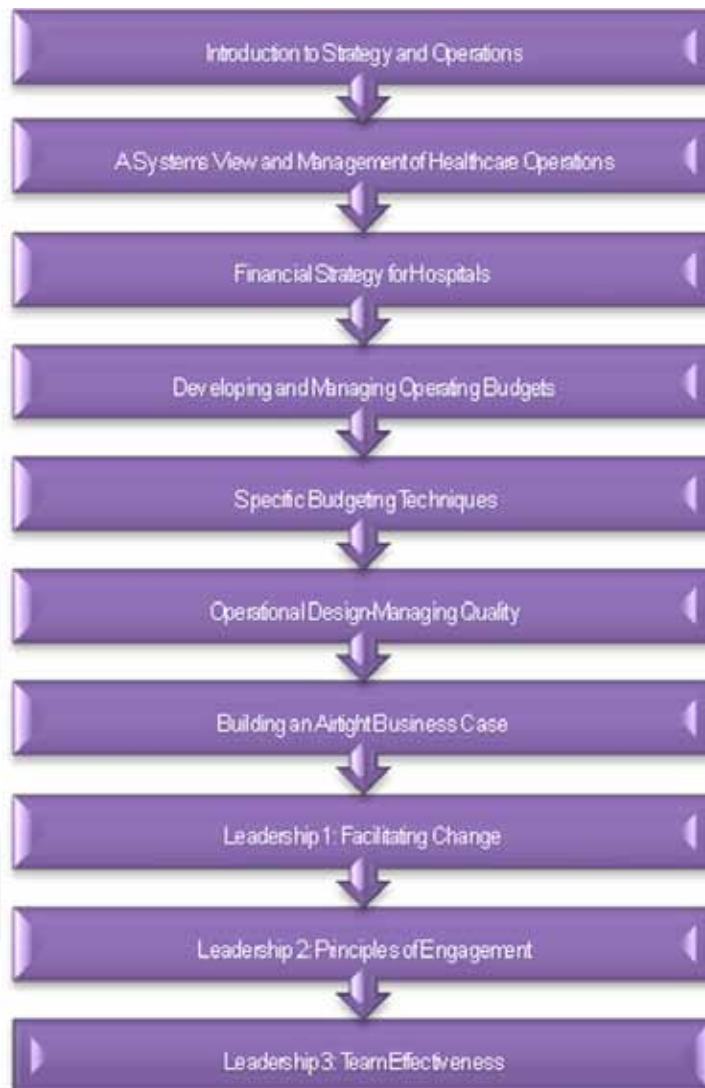 Introduction to Strategy and Operations
A Systems View and Management of Healthcare Operations
Financial Strategy for Hospitals
Developing and Managing Operating Budgets
Specific Budgeting Techniques
Operational Design-Managing Quality
Building an Airtight Business Case
Leadership 1: Facilitating Change
Leadership 2: Principles of Engagement
Leadership 3: Team Effectiveness